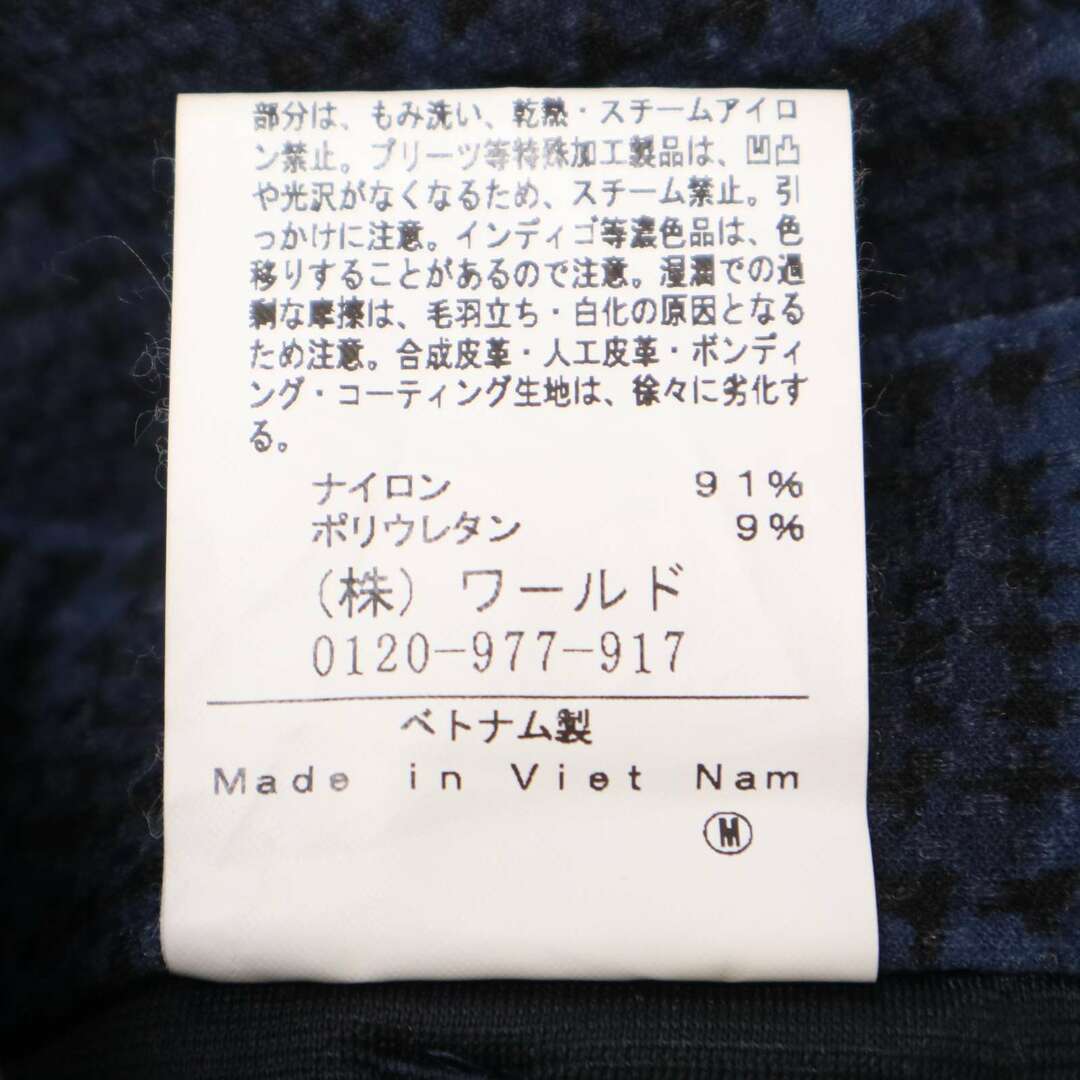 部分は、もみ洗い、乾熱・スチームアイロ
ン禁止。プリーツ等特殊加工製品は、凹凸
や光沢がなくなるため、スチーム禁止。引
っかけに注意。インディゴ等濃色品は、色
移りすることがあるので注意。湿潤での過
剰な摩擦は、毛羽立ち・白化の原因となる
ため注意。合成皮革・人工皮革・ボンディ
ング・コーティング生地は、徐々に劣化す
る。
ナイロン 91%
ポリウレタン 9%
(株) ワールド
0120-977-917
ベトナム製
Made in Viet Nam
M